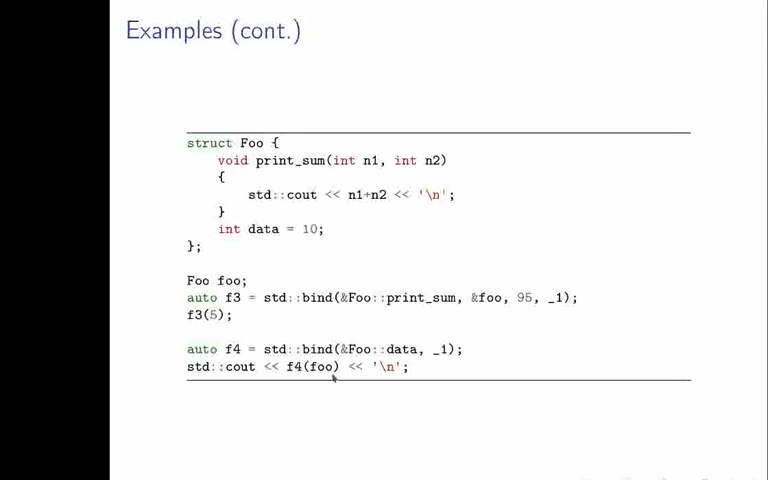 Examples (cont.)
struct Foo {
void print_sum(int n1, int n2)
{
std::cout << n1+n2 << '\n';
}
int data = 10;
};
Foo foo;
auto f3 = std::bind(&Foo::print_sum, &foo, 95, _1);
f3(5);
auto f4 = std::bind(&Foo::data, _1);
std::cout << f4(foo) << '\n';